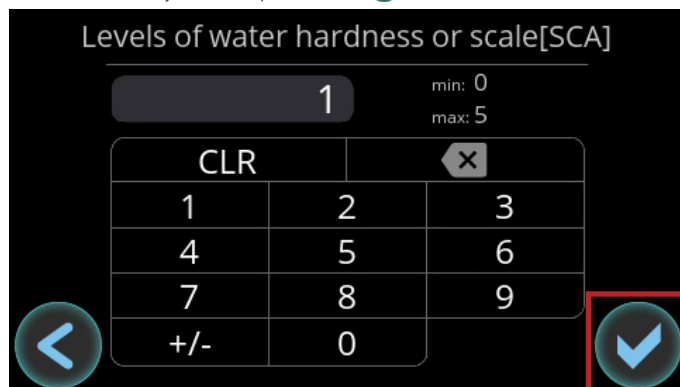 Levels of water hardness or scale[SCA]
1
min: 0
max: 5
CLR
1 2 3
4 5 6
7 8 9
+/- 0